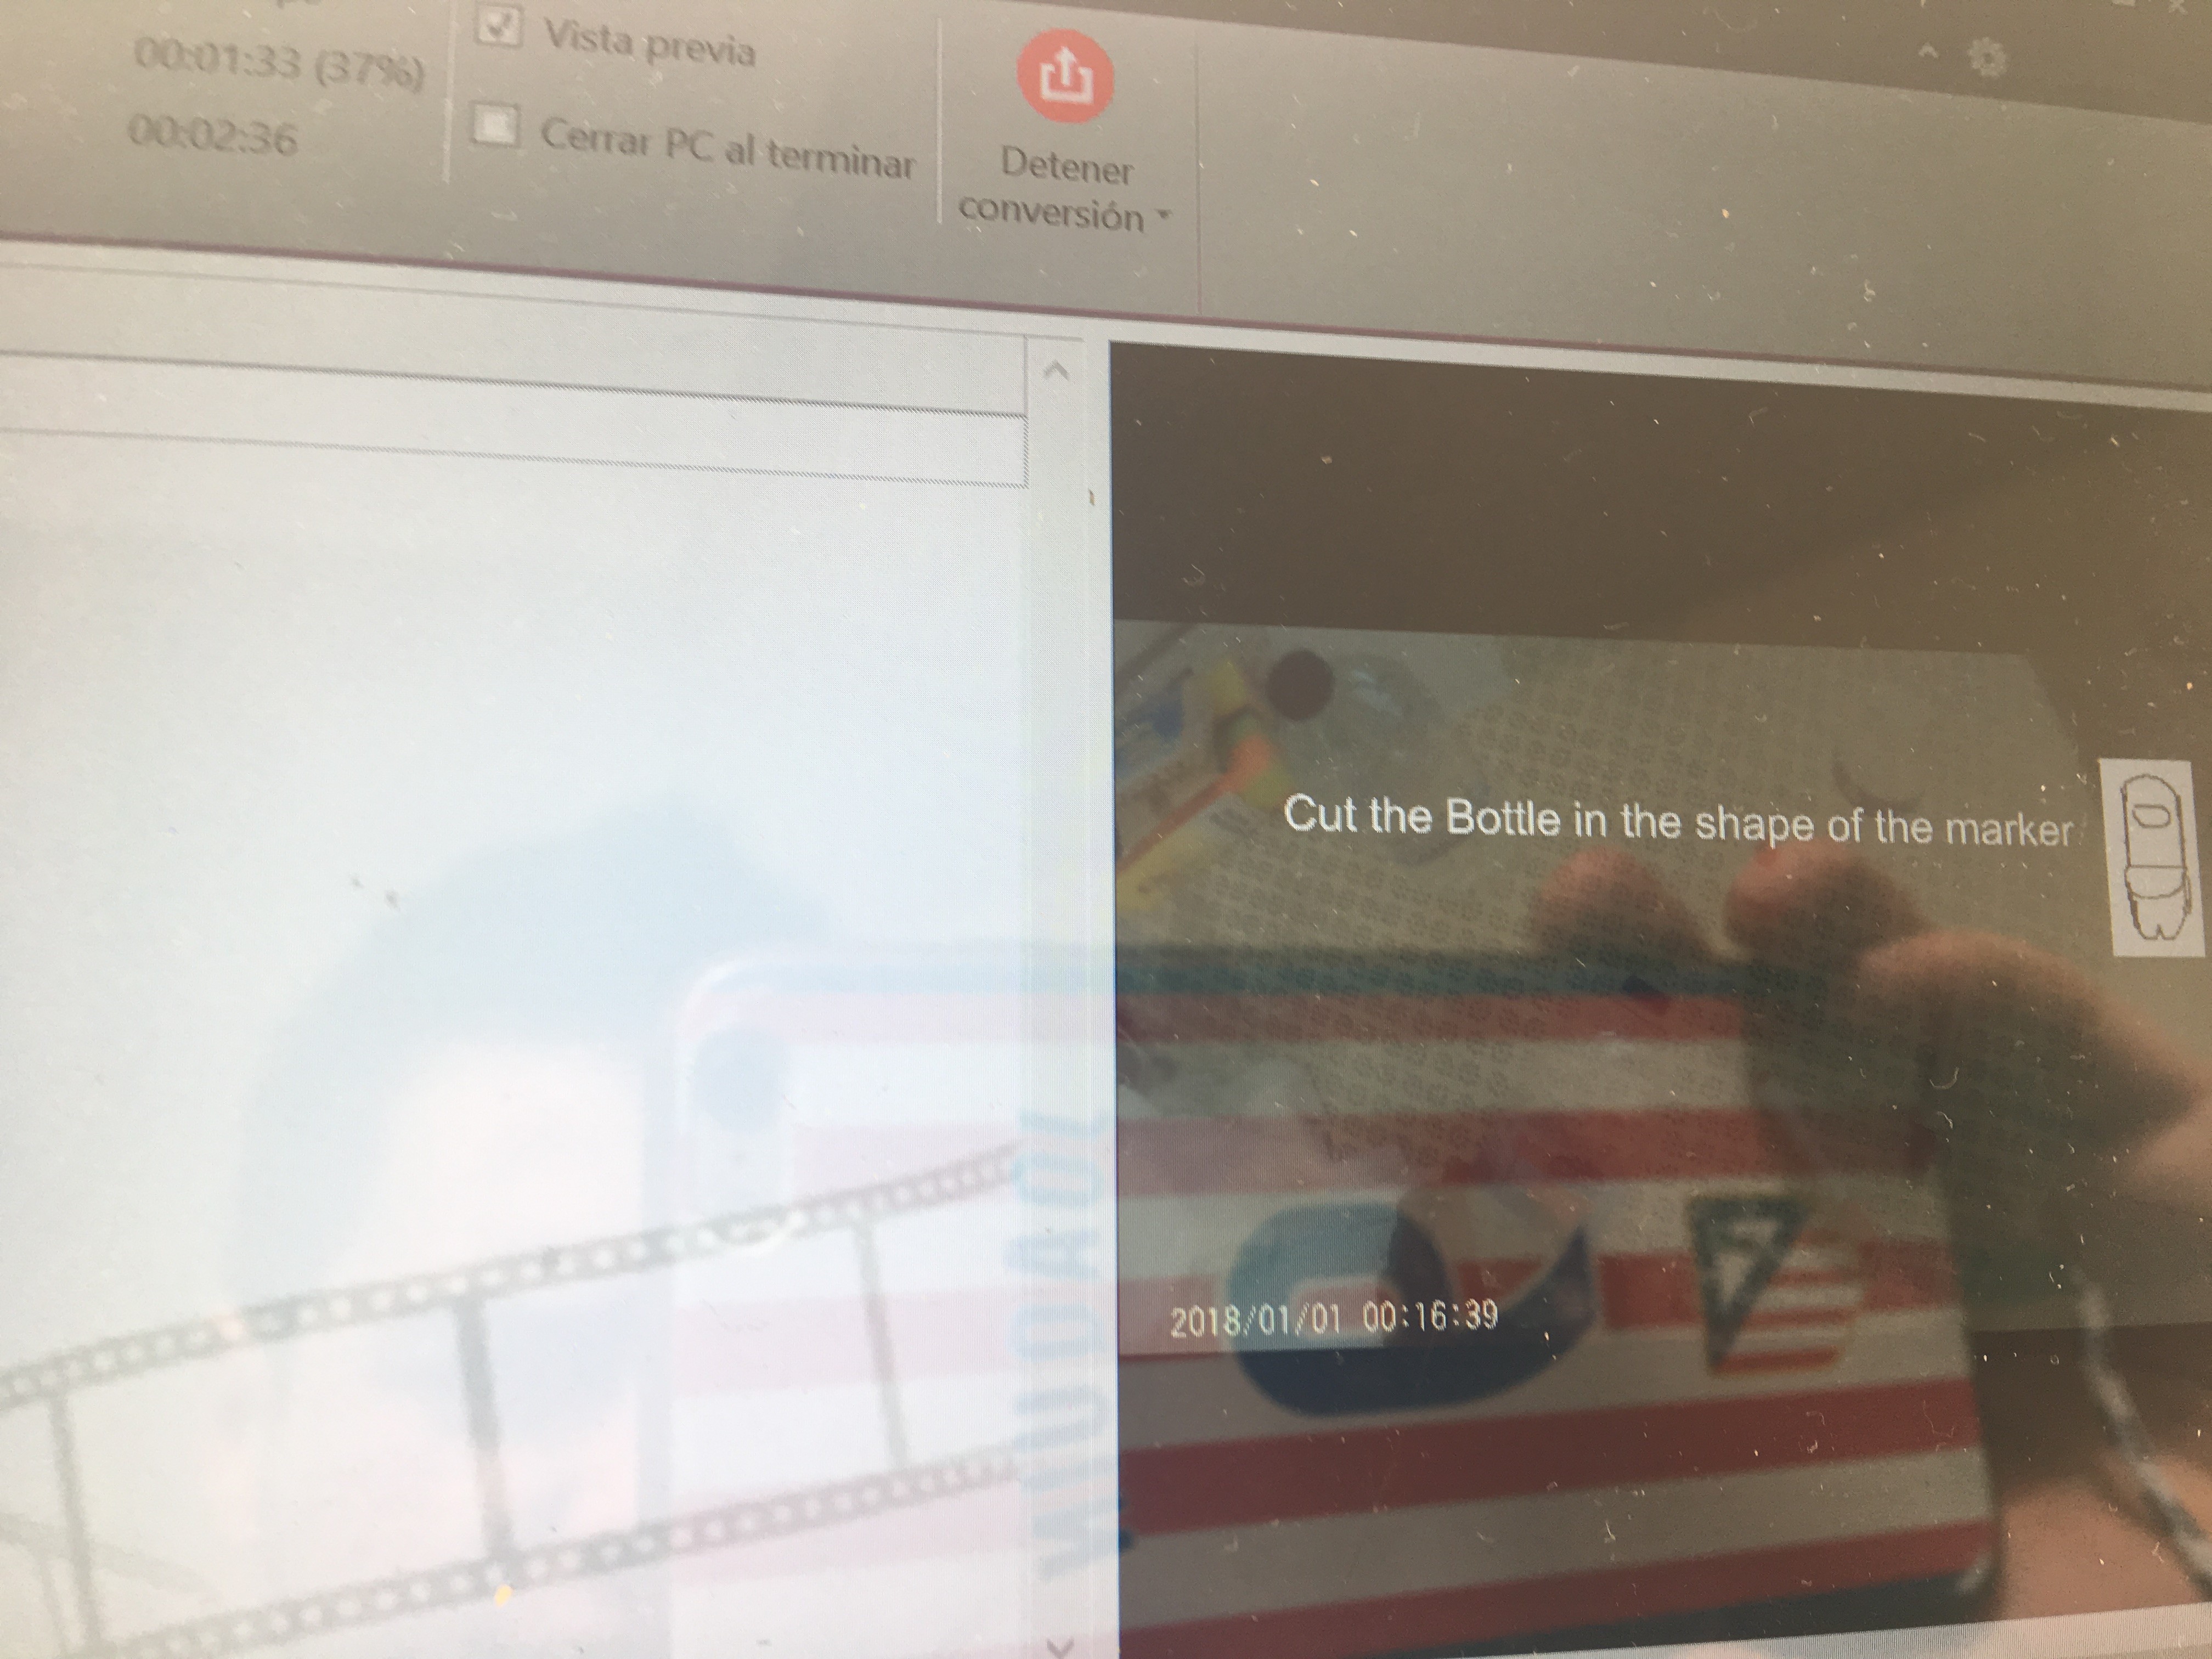 00:01:33 (37%)
00:02:36
Vista previa
Cerrar PC al terminar
Detener
conversión
Cut the Bottle in the shape of the marker
2018/01/01 00:16:39